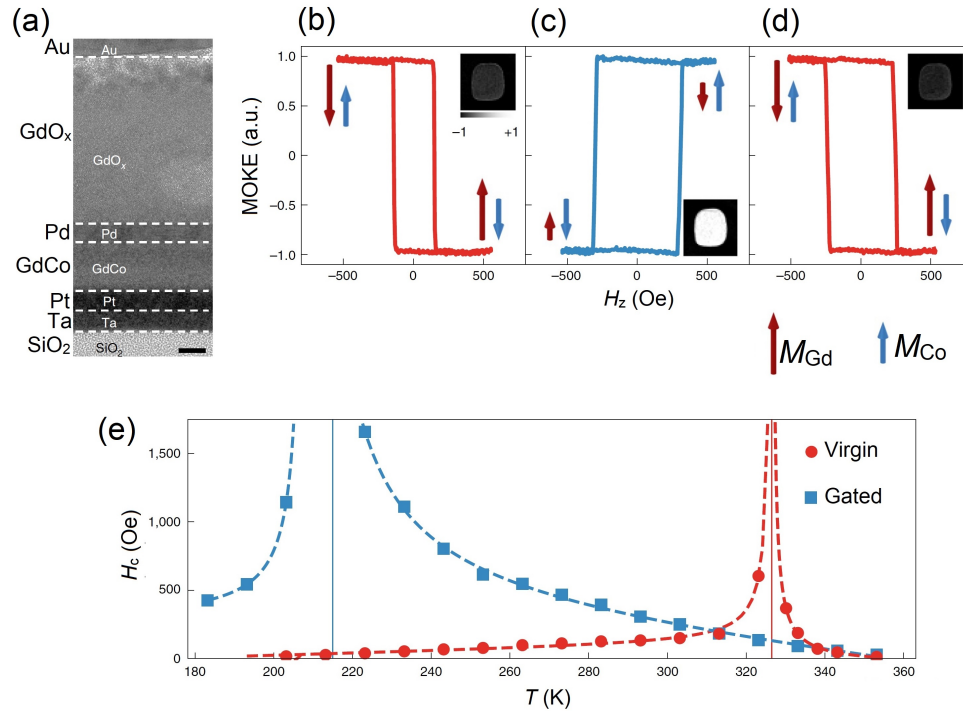 (a)
Au
GdOx
Pd
GdCo
Pt
Ta
SiO2
Au
GdOx
Pd
GdCo
Pt
Ta
SiO2
(b)
(c)
(d)
MOKE (a.u.)
1.0
0.5
0
−0.5
−1.0
−1 +1
−500 0 500
−500 0 500
−500 0 500
Hz (Oe)
MGd
MCo
(e)
Hc (Oe)
1,500
1,000
500
0
Virgin
Gated
180 200 220 240 260 280 300 320 340 360
T (K)